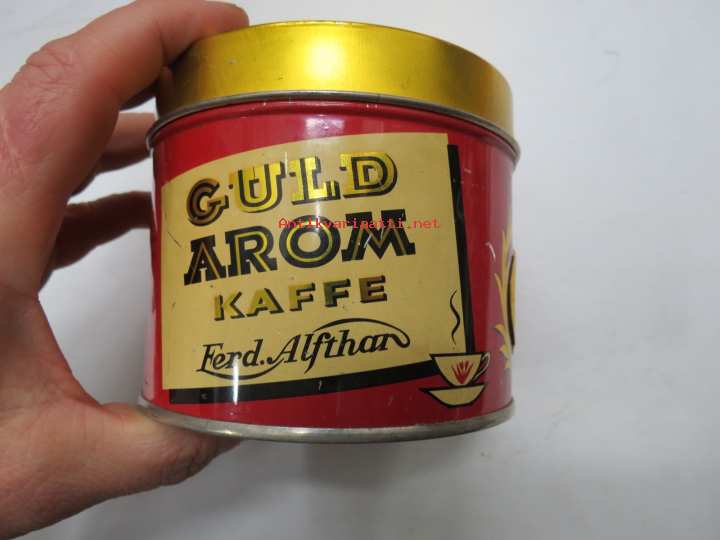 GULD
Antikvariaatti.net
AROM
KAFFE
Ferd. Alfthan